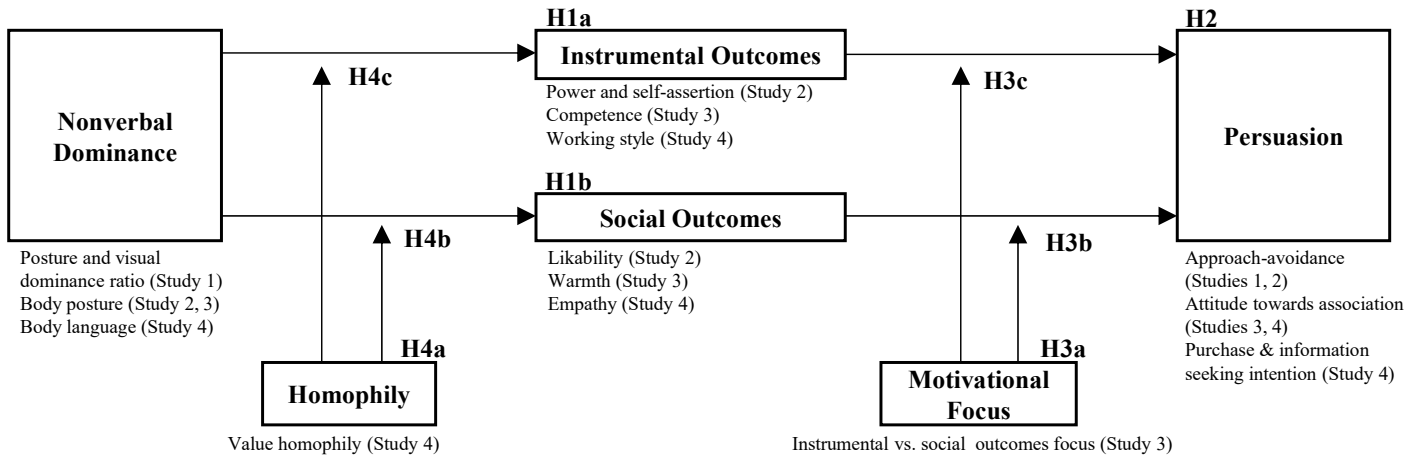 H1a
H2
Instrumental Outcomes
H4c
H3c
Power and self-assertion (Study 2)
Competence (Study 3)
Working style (Study 4)
Nonverbal
Dominance
Persuasion
H1b
Social Outcomes
H4b
H3b
Posture and visual
dominance ratio (Study 1)
Body posture (Study 2, 3)
Body language (Study 4)
Likability (Study 2)
Warmth (Study 3)
Empathy (Study 4)
Approach-avoidance
(Studies 1, 2)
Attitude towards association
(Studies 3, 4)
Purchase & information
seeking intention (Study 4)
H4a
Homophily
Value homophily (Study 4)
H3a
Motivational
Focus
Instrumental vs. social outcomes focus (Study 3)